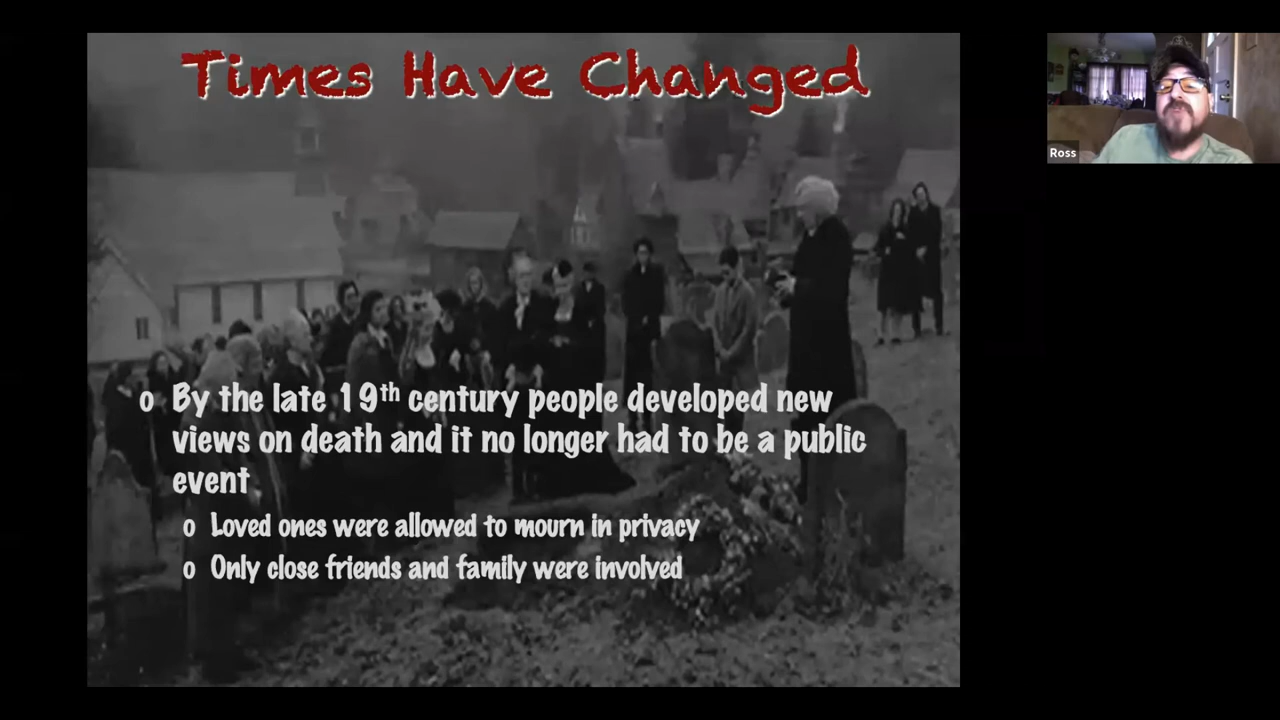 Times Have Changed
Ross
o By the late 19th century people developed new
views on death and it no longer had to be a public
event
o Loved ones were allowed to mourn in privacy
o Only close friends and family were involved